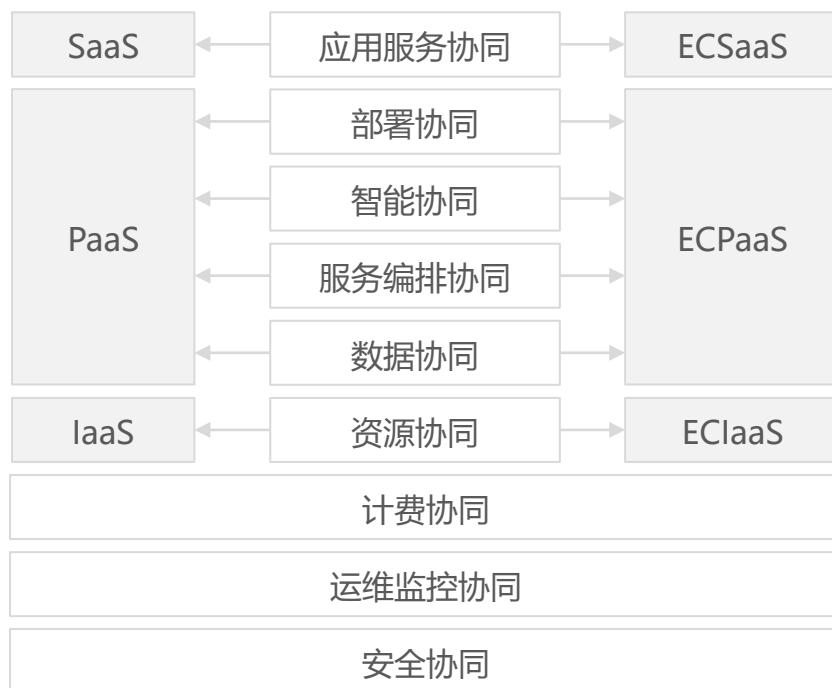 SaaS 应用服务协同 ECSaaS
部署协同
智能协同
PaaS ECPaaS
服务编排协同
数据协同
IaaS 资源协同 ECIaaS
计费协同
运维监控协同
安全协同